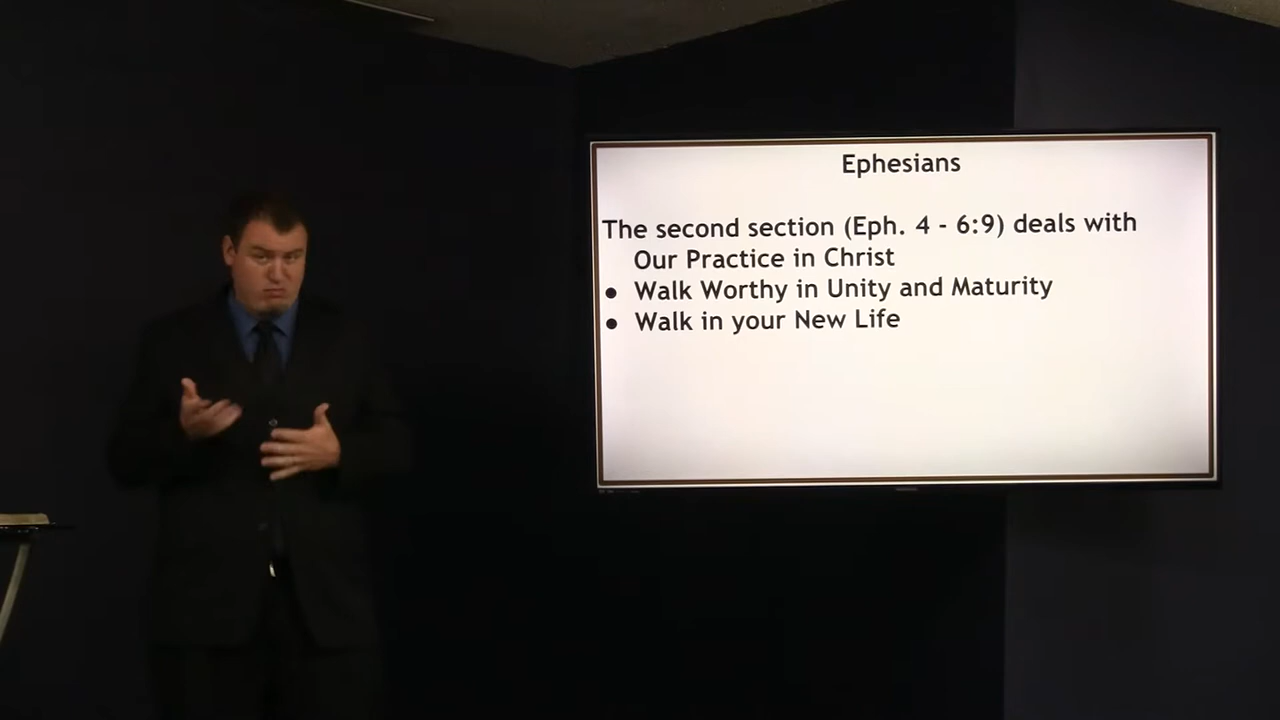 Ephesians
The second section (Eph. 4 - 6:9) deals with
Our Practice in Christ
● Walk Worthy in Unity and Maturity
● Walk in your New Life